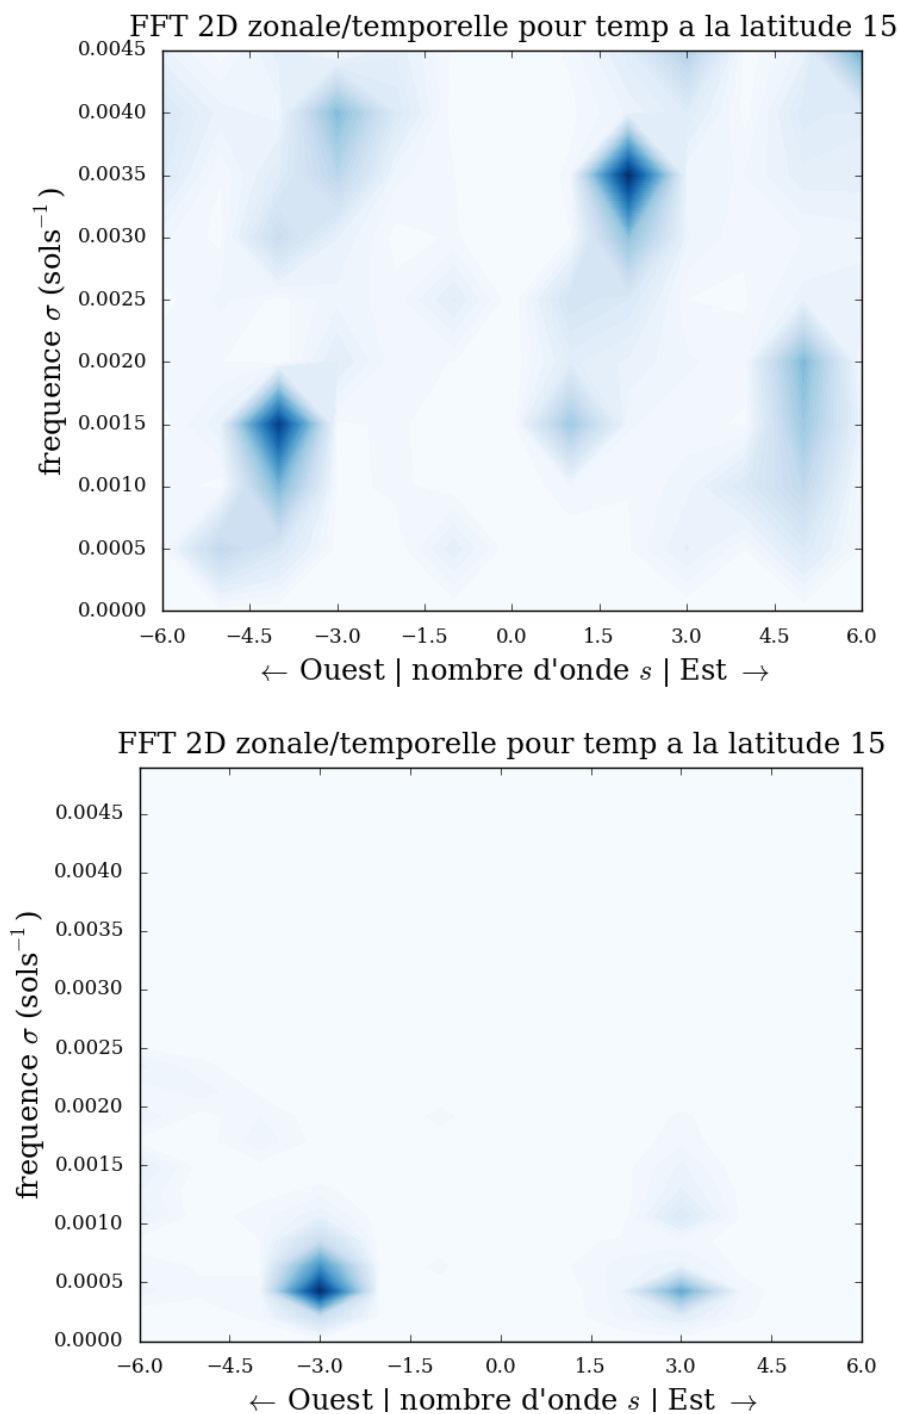 FFT 2D zonale/temporelle pour temp a la latitude 15
0.0045
0.0040
0.0035
0.0030
0.0025
0.0020
0.0015
0.0010
0.0005
0.0000
frequence σ (sols⁻¹)
−6.0 −4.5 −3.0 −1.5 0.0 1.5 3.0 4.5 6.0
← Ouest | nombre d'onde s | Est →
FFT 2D zonale/temporelle pour temp a la latitude 15
0.0045
0.0040
0.0035
0.0030
0.0025
0.0020
0.0015
0.0010
0.0005
0.0000
frequence σ (sols⁻¹)
−6.0 −4.5 −3.0 −1.5 0.0 1.5 3.0 4.5 6.0
← Ouest | nombre d'onde s | Est →